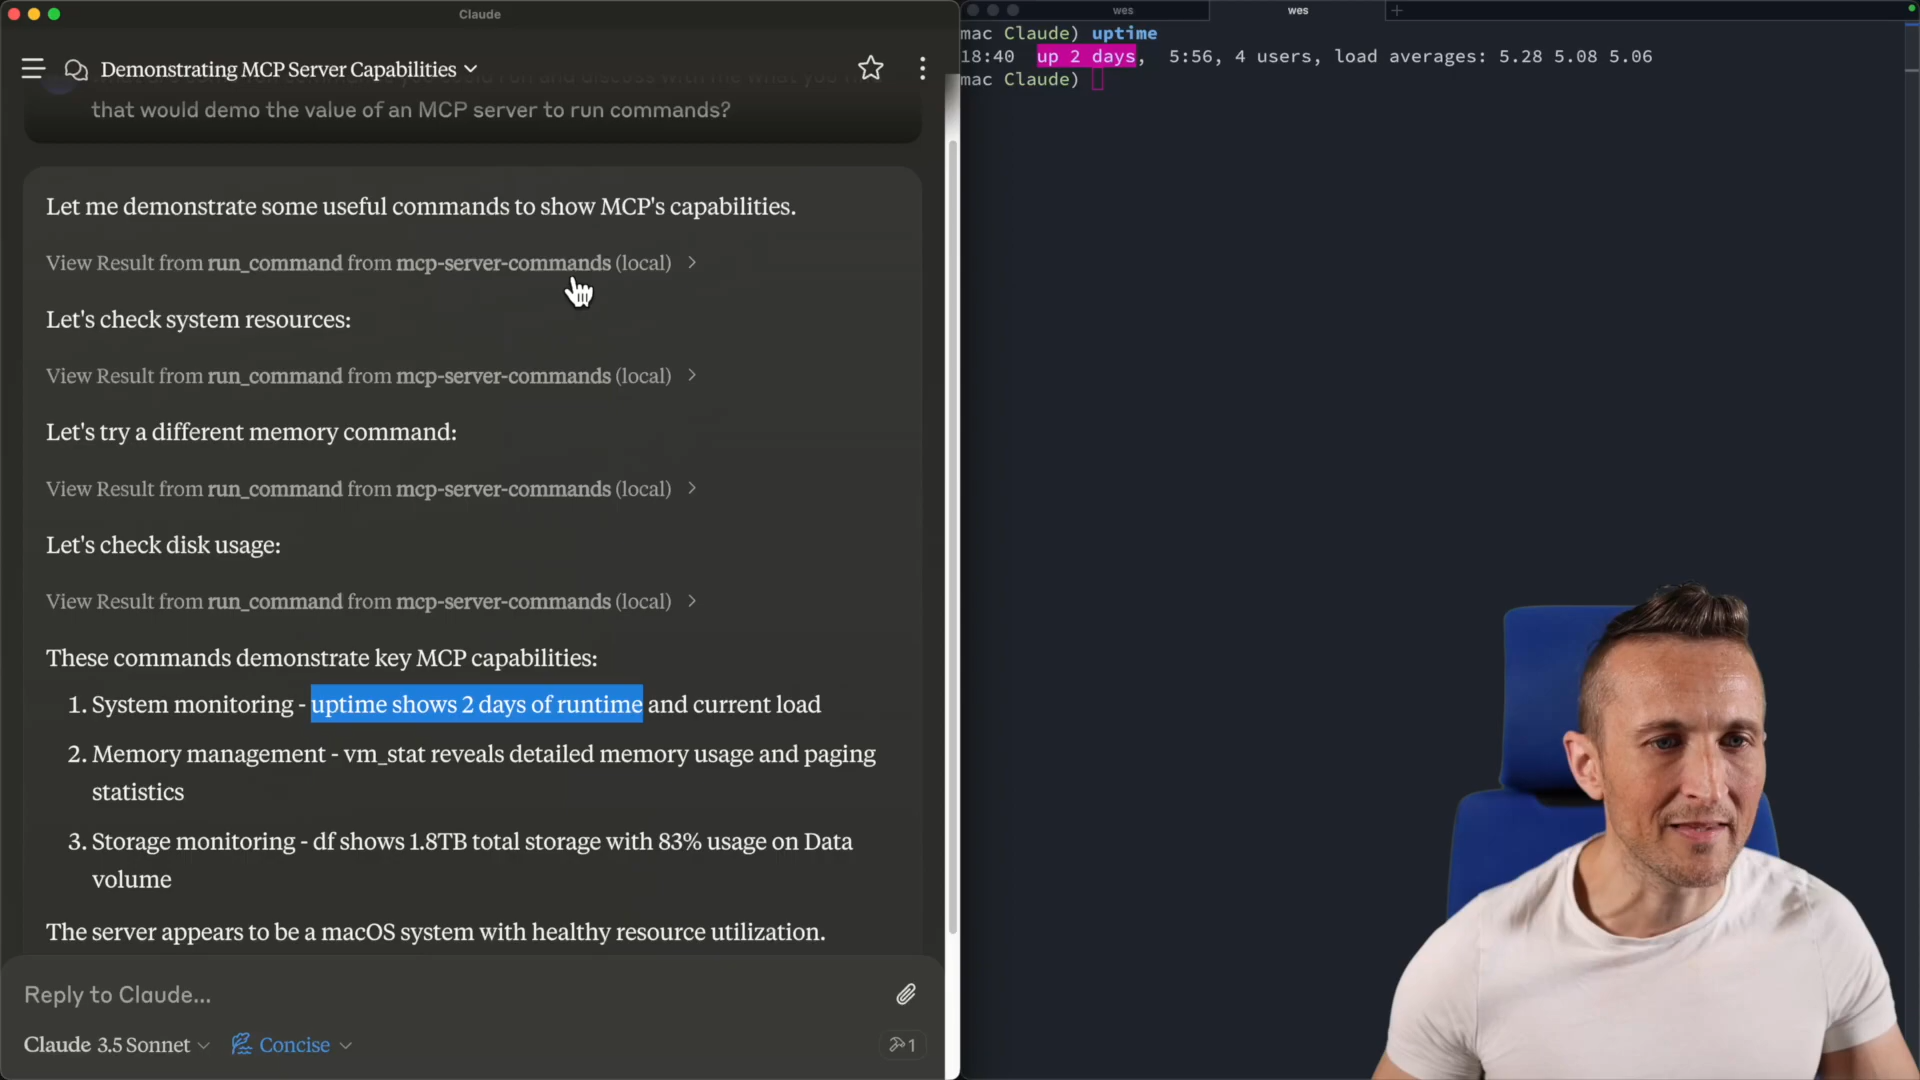 Claude
Demonstrating MCP Server Capabilities
that would demo the value of an MCP server to run commands?
Let me demonstrate some useful commands to show MCP's capabilities.
View Result from run_command from mcp-server-commands (local)
Let's check system resources:
View Result from run_command from mcp-server-commands (local)
Let's try a different memory command:
View Result from run_command from mcp-server-commands (local)
Let's check disk usage:
View Result from run_command from mcp-server-commands (local)
These commands demonstrate key MCP capabilities:
1. System monitoring - uptime shows 2 days of runtime and current load
2. Memory management - vm_stat reveals detailed memory usage and paging
statistics
3. Storage monitoring - df shows 1.8TB total storage with 83% usage on Data
volume
The server appears to be a macOS system with healthy resource utilization.
Reply to Claude...
Claude 3.5 Sonnet
Concise
1
wes
wes
mac Claude) uptime
18:40 up 2 days, 5:56, 4 users, load averages: 5.28 5.08 5.06
mac Claude)